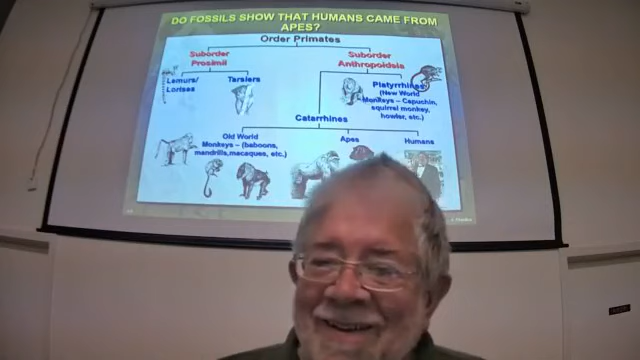 DO FOSSILS SHOW THAT HUMANS CAME FROM
APES?
Order Primates
Suborder
Prosimii
Suborder
Anthropoideia
Lemurs/
Lorises
Tarsiers
Platyrrhines
(New World
Monkeys – Capuchin,
squirrel monkey,
howler, etc.)
Catarrhines
Old World
Monkeys – (baboons,
mandrills,macaques, etc.)
Apes
Humans